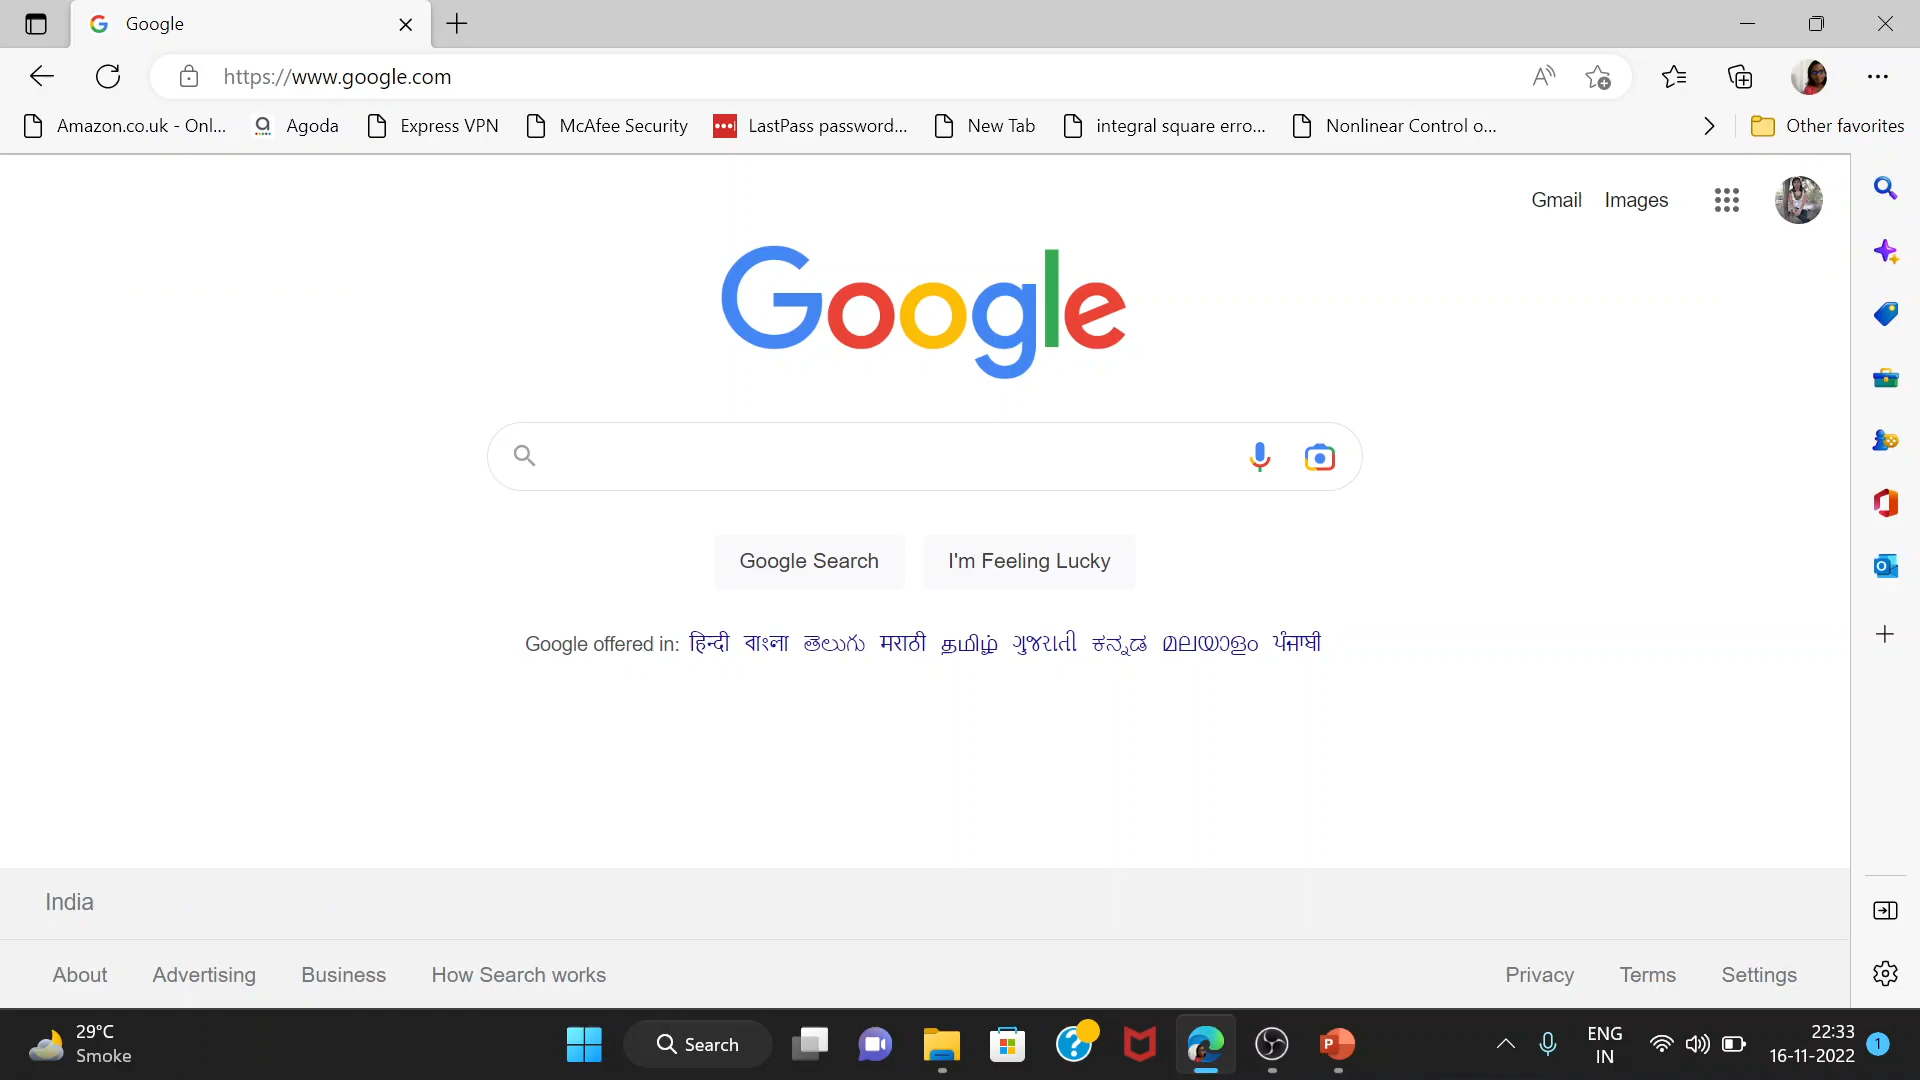 Google
https://www.google.com
Amazon.co.uk - Onl... Agoda Express VPN McAfee Security LastPass password... New Tab integral square erro... Nonlinear Control o... Other favorites
Gmail Images
Google
Google Search I'm Feeling Lucky
Google offered in: हिन्दी বাংলা తెలుగు मराठी தமிழ் ગુજરાતી ಕನ್ನಡ മലയാളം ਪੰਜਾਬੀ
India
About Advertising Business How Search works Privacy Terms Settings
29°C
Smoke
Search
ENG
IN
22:33
16-11-2022
1